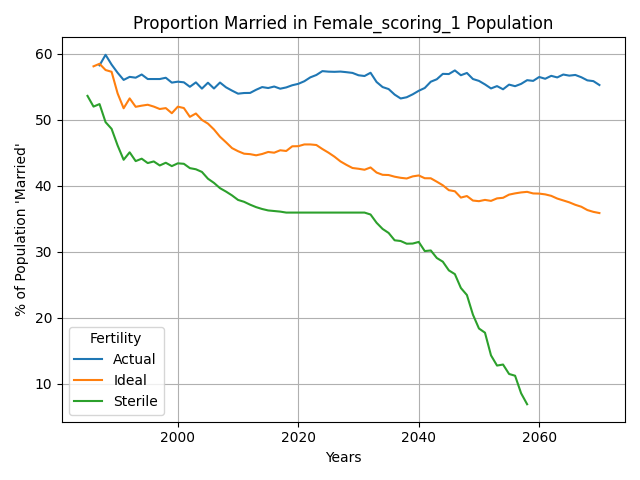 Proportion Married in Female_scoring_1 Population
% of Population 'Married'
60
50
40
30
20
10
Fertility
Actual
Ideal
Sterile
2000
2020
2040
2060
Years